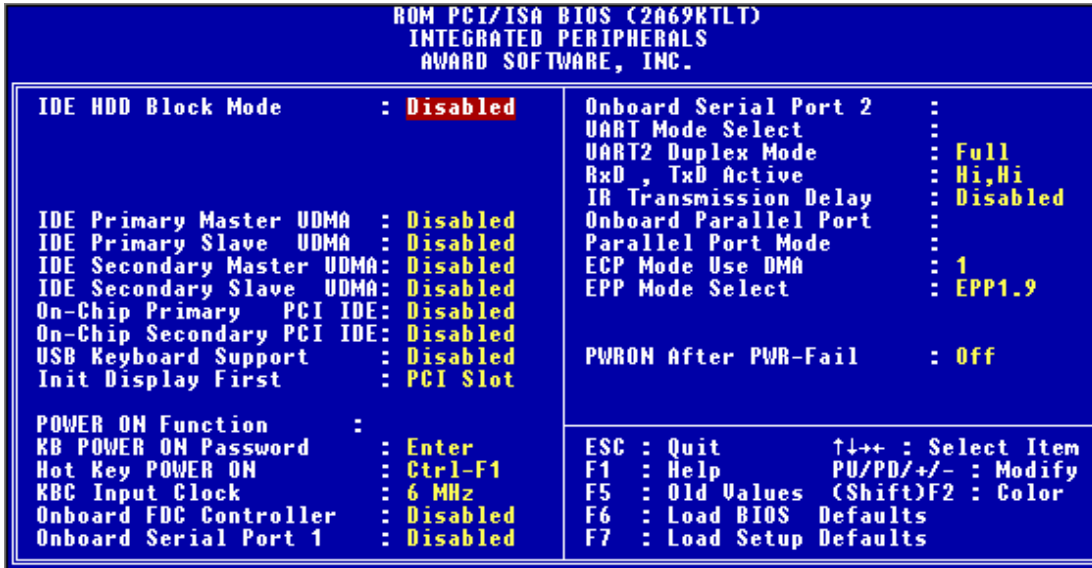 ROM PCI/ISA BIOS (2A69KTLT)
INTEGRATED PERIPHERALS
AWARD SOFTWARE, INC.
IDE HDD Block Mode : Disabled
IDE Primary Master UDMA : Disabled
IDE Primary Slave UDMA : Disabled
IDE Secondary Master UDMA: Disabled
IDE Secondary Slave UDMA: Disabled
On-Chip Primary PCI IDE: Disabled
On-Chip Secondary PCI IDE: Disabled
USB Keyboard Support : Disabled
Init Display First : PCI Slot
POWER ON Function :
KB POWER ON Password : Enter
Hot Key POWER ON : Ctrl-F1
KBC Input Clock : 6 MHz
Onboard FDC Controller : Disabled
Onboard Serial Port 1 : Disabled
Onboard Serial Port 2 :
UART Mode Select :
UART2 Duplex Mode : Full
RxD , TxD Active : Hi,Hi
IR Transmission Delay : Disabled
Onboard Parallel Port :
Parallel Port Mode :
ECP Mode Use DMA : 1
EPP Mode Select : EPP1.9
PWRON After PWR-Fail : Off
ESC : Quit ↑↓→← : Select Item
F1 : Help PU/PD/+/- : Modify
F5 : Old Values (Shift)F2 : Color
F6 : Load BIOS Defaults
F7 : Load Setup Defaults